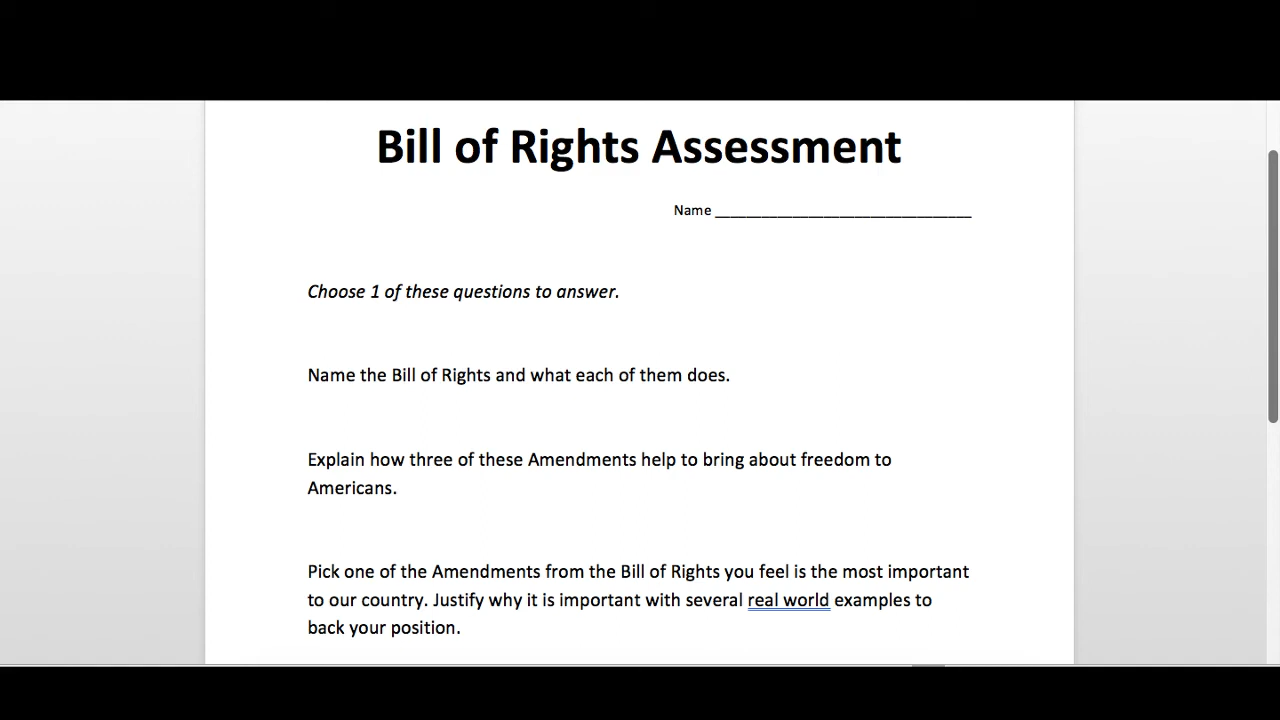 Bill of Rights Assessment
Name ________________________________
Choose 1 of these questions to answer.
Name the Bill of Rights and what each of them does.
Explain how three of these Amendments help to bring about freedom to
Americans.
Pick one of the Amendments from the Bill of Rights you feel is the most important
to our country. Justify why it is important with several real world examples to
back your position.